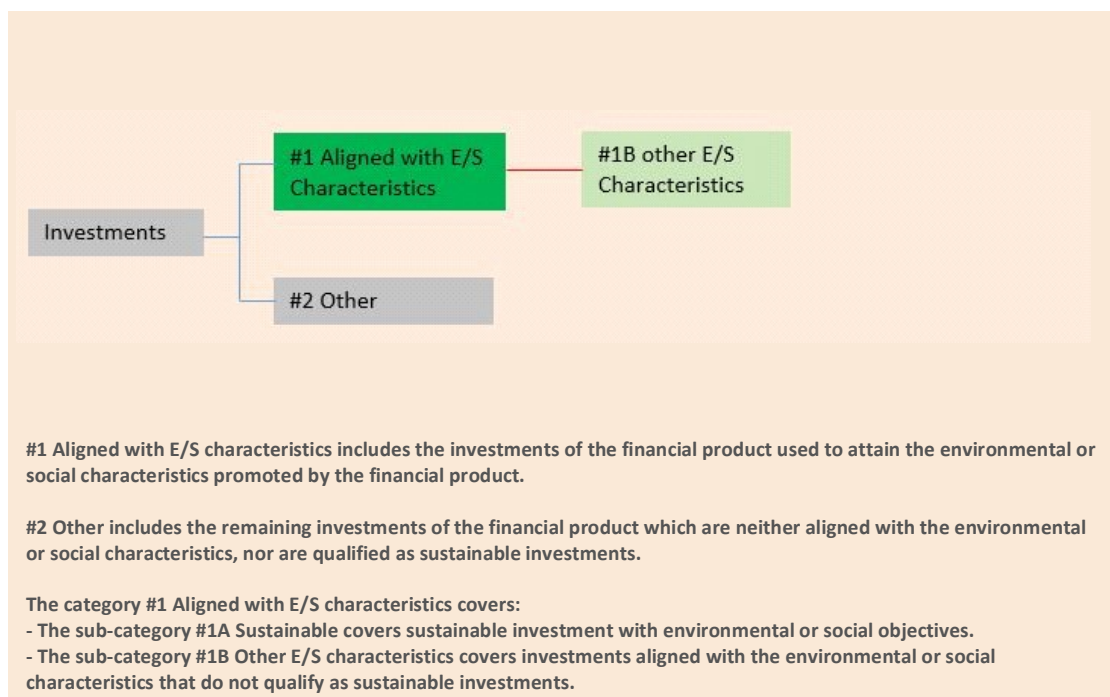 #1 Aligned with E/S
Characteristics
#1B other E/S
Characteristics
Investments
#2 Other
#1 Aligned with E/S characteristics includes the investments of the financial product used to attain the environmental or
social characteristics promoted by the financial product.
#2 Other includes the remaining investments of the financial product which are neither aligned with the environmental
or social characteristics, nor are qualified as sustainable investments.
The category #1 Aligned with E/S characteristics covers:
- The sub-category #1A Sustainable covers sustainable investment with environmental or social objectives.
- The sub-category #1B Other E/S characteristics covers investments aligned with the environmental or social
characteristics that do not qualify as sustainable investments.